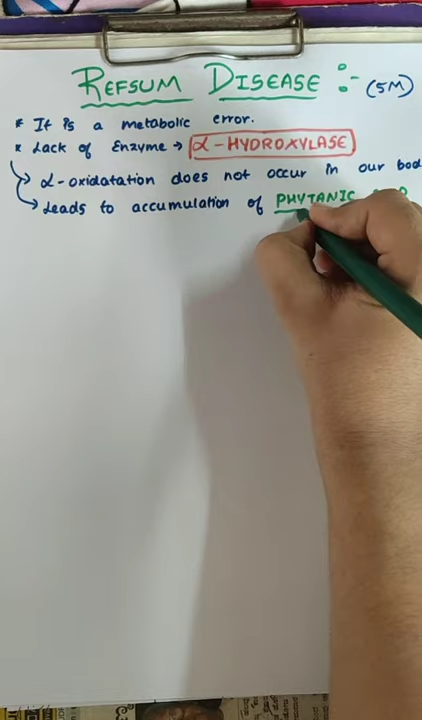 REFSUM DISEASE :- (5M)
* It is a metabolic error.
* Lack of Enzyme → α-HYDROXYLASE
α-oxidatation does not occur in our bod
Leads to accumulation of PHYTANIC